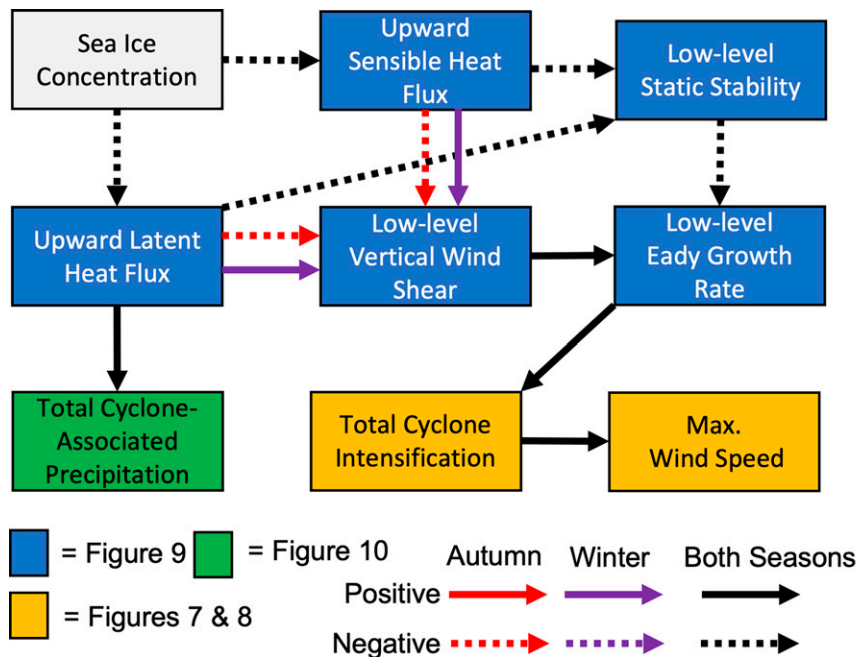 Sea Ice
Concentration
Upward
Sensible Heat
Flux
Low-level
Static Stability
Upward Latent
Heat Flux
Low-level
Vertical Wind
Shear
Low-level
Eady Growth
Rate
Total Cyclone-
Associated
Precipitation
Total Cyclone
Intensification
Max.
Wind Speed
= Figure 9
= Figure 10
= Figures 7 & 8
Autumn Winter Both Seasons
Positive
Negative